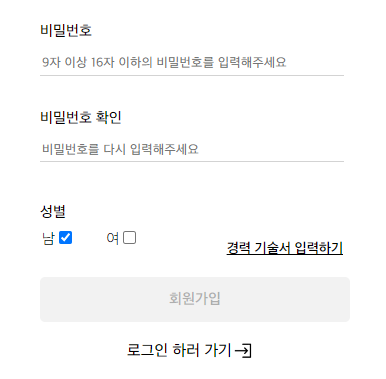 비밀번호
9자 이상 16자 이하의 비밀번호를 입력해주세요
비밀번호 확인
비밀번호를 다시 입력해주세요
성별
남 여
경력 기술서 입력하기
회원가입
로그인 하러 가기